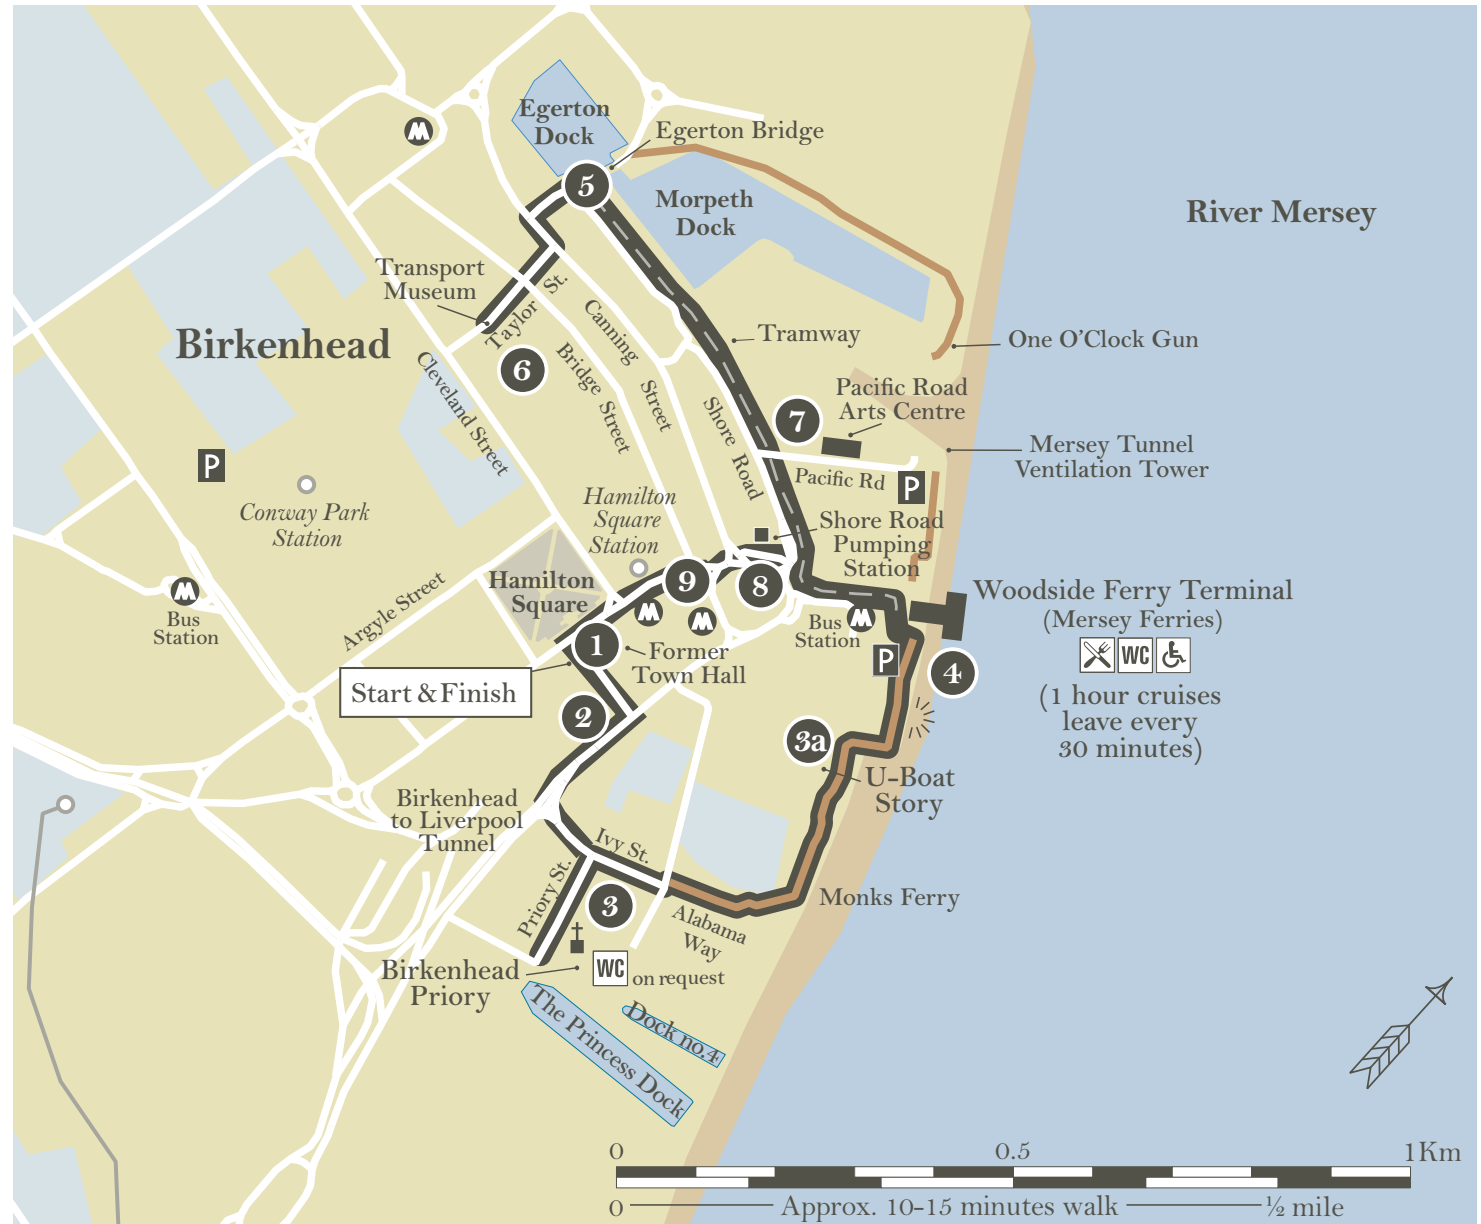 Egerton
Dock
Egerton Bridge
5
Morpeth
Dock
River Mersey
Transport
Museum
Taylor St.
Birkenhead
6
Canning
Street
Bridge Street
Cleveland Street
Shore Road
Tramway
One O'Clock Gun
7
Pacific Road
Arts Centre
Pacific Rd
P
Mersey Tunnel
Ventilation Tower
P
Conway Park
Station
Hamilton
Square
Station
Shore Road
Pumping
Station
Hamilton
Square
9
8
Argyle Street
M
M
M
M
Bus
Station
Bus
Station
M
Woodside Ferry Terminal
(Mersey Ferries)
WC
(1 hour cruises
leave every
30 minutes)
1
Former
Town Hall
P
4
Start & Finish
2
3a
U-Boat
Story
Birkenhead
to Liverpool
Tunnel
Ivy St.
Priory St.
3
Monks Ferry
Alabama
Way
Birkenhead
Priory
WC on request
The Princess Dock
Dock no.4
0 0.5 1Km
0 Approx. 10-15 minutes walk ½ mile